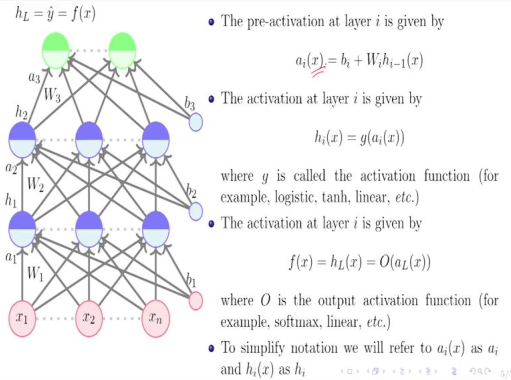 h_L = ŷ = f(x)
a_3
W_3
h_2
b_3
a_2
W_2
h_1
b_2
a_1
W_1
b_1
x_1 x_2 x_n
The pre-activation at layer i is given by
a_i(x) = b_i + W_i h_{i−1}(x)
The activation at layer i is given by
h_i(x) = g(a_i(x))
where g is called the activation function (for
example, logistic, tanh, linear, etc.)
The activation at layer i is given by
f(x) = h_L(x) = O(a_L(x))
where O is the output activation function (for
example, softmax, linear, etc.)
To simplify notation we will refer to a_i(x) as a_i
and h_i(x) as h_i